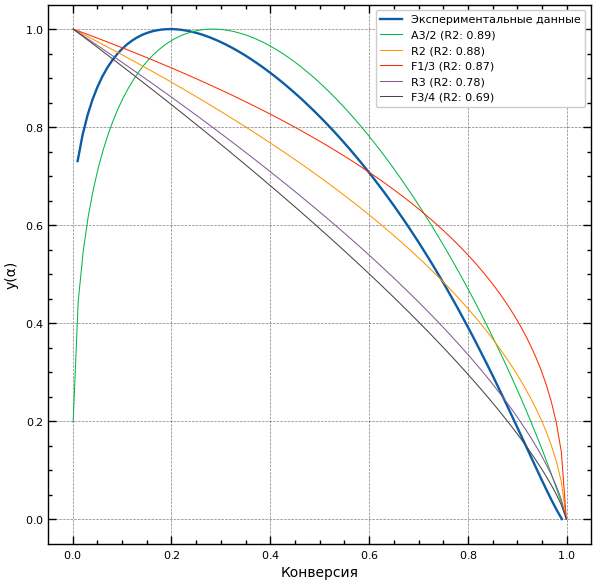 Экспериментальные данные
A3/2 (R2: 0.89)
R2 (R2: 0.88)
F1/3 (R2: 0.87)
R3 (R2: 0.78)
F3/4 (R2: 0.69)
y(α)
1.0
0.8
0.6
0.4
0.2
0.0
0.0 0.2 0.4 0.6 0.8 1.0
Конверсия